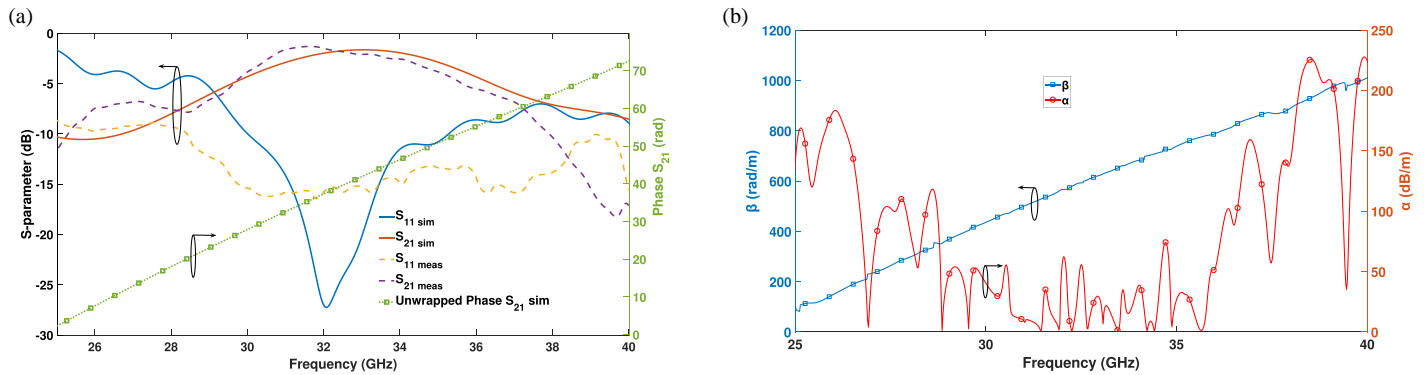 (a)
0
-5
-10
-15
-20
-25
-30
S-parameter (dB)
26
28
30
32
34
36
38
40
Frequency (GHz)
0
10
20
30
40
50
60
70
Phase S21 (rad)
S11 sim
S21 sim
S11 meas
S21 meas
Unwrapped Phase S21 sim
(b)
1200
1000
800
600
400
200
0
β (rad/m)
25
30
35
40
Frequency (GHz)
250
200
150
100
50
0
α (dB/m)
β
α